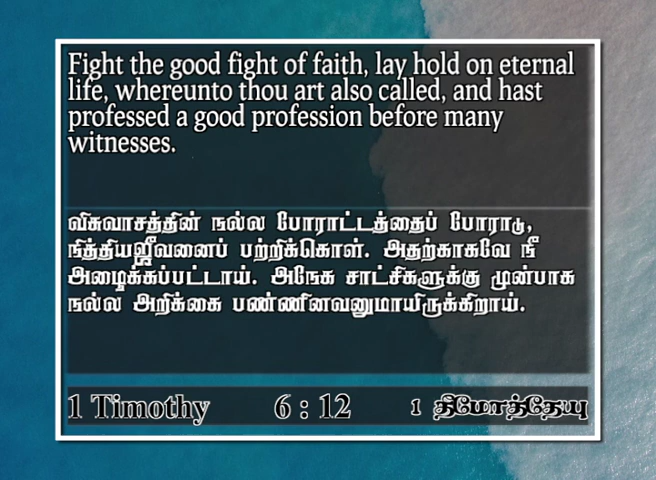 Fight the good fight of faith, lay hold on eternal
life, whereunto thou art also called, and hast
professed a good profession before many
witnesses.
விசுவாசத்தின் நல்ல போராட்டத்தைப் போராடு,
நித்தியஜீவனைப் பற்றிக்கொள். அதற்காகவே நீ
அழைக்கப்பட்டாய். அநேக சாட்சிகளுக்கு முன்பாக
நல்ல அறிக்கை பண்ணினவனுமாயிருக்கிறாய்.
1 Timothy 6 : 12 1 தீமோத்தேயு